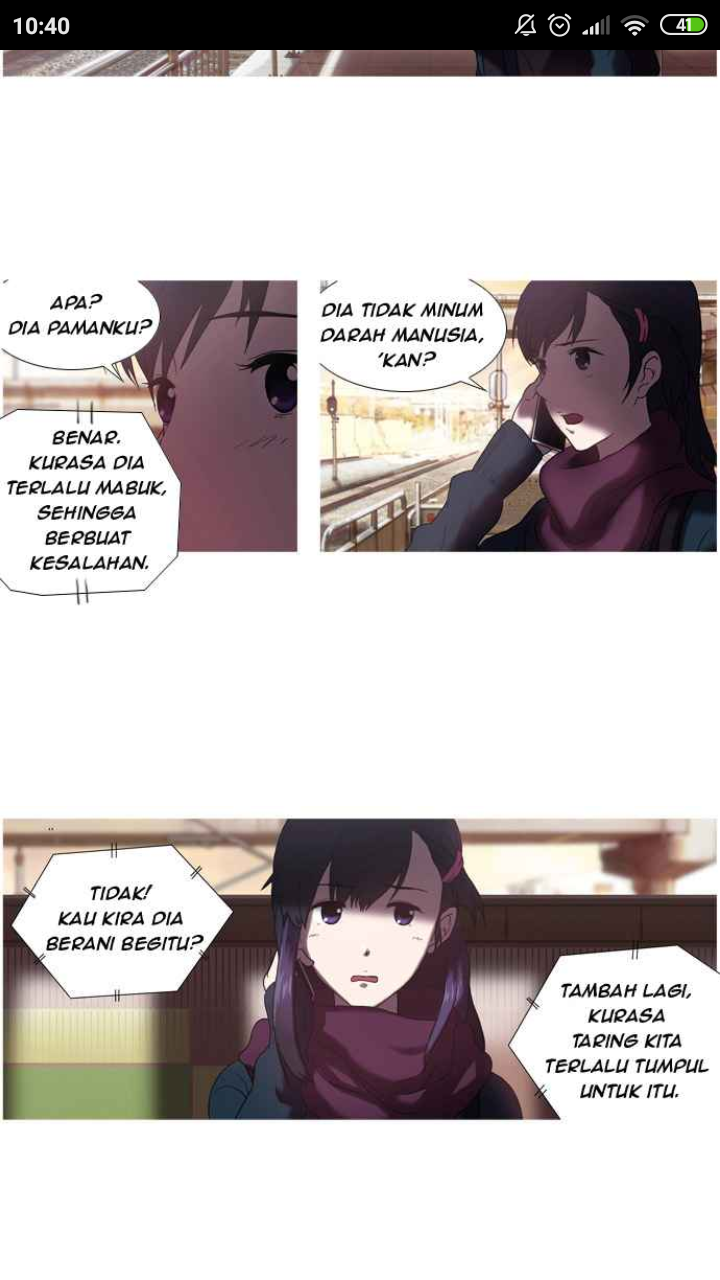 10:40
41
APA?
DIA PAMANKU?
BENAR.
KURASA DIA
TERLALU MABUK,
SEHINGGA
BERBUAT
KESALAHAN.
DIA TIDAK MINUM
DARAH MANUSIA,
'KAN?
TIDAK!
KAU KIRA DIA
BERANI BEGITU?
TAMBAH LAGI,
KURASA
TARING KITA
TERLALU TUMPUL
UNTUK ITU.